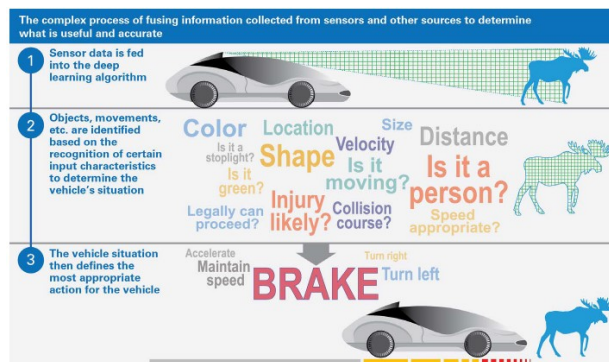 The complex process of fusing information collected from sensors and other sources to determine
what is useful and accurate
1
Sensor data is fed
into the deep
learning algorithm
2
Objects, movements,
etc. are identified
based on the
recognition of certain
input characteristics
to determine the
vehicle's situation
Color
Location
Size
Is it a
stoplight?
Shape
Velocity
Distance
Is it
green?
Is it
moving?
Is it a
person?
Legally can
proceed?
Injury
likely?
Collision
course?
Speed
appropriate?
3
The vehicle situation
then defines the
most appropriate
action for the vehicle
Accelerate
Maintain
speed
BRAKE
Turn right
Turn left